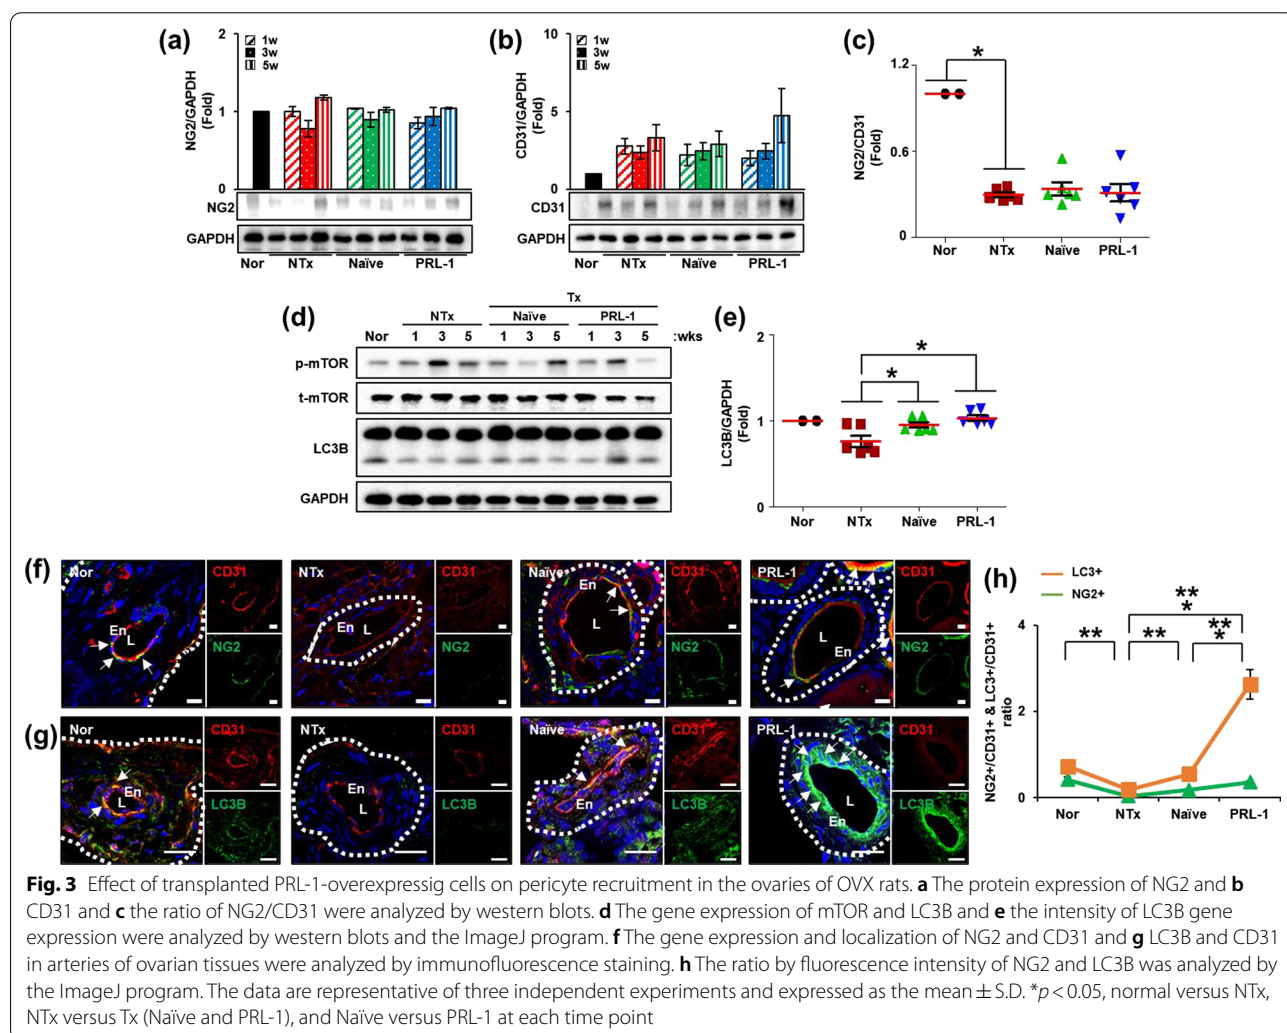 (a)
1w
3w
5w
NG2/GAPDH
(Fold)
2
1
0
NG2
GAPDH
Nor NTx Naïve PRL-1
(b)
1w
3w
5w
CD31/GAPDH
(Fold)
10
5
0
CD31
GAPDH
Nor NTx Naïve PRL-1
(c)
NG2/CD31
(Fold)
1.2
0.6
0
*
Nor NTx Naïve PRL-1
(d)
Tx
NTx Naïve PRL-1
Nor 1 3 5 1 3 5 1 3 5 :wks
p-mTOR
t-mTOR
LC3B
GAPDH
(e)
LC3B/GAPDH
(Fold)
2
1
0
*
*
Nor NTx Naïve PRL-1
(f)
Nor En L CD31 NG2
NTx En L CD31 NG2
Naïve En L CD31 NG2
PRL-1 L En CD31 NG2
(g)
Nor En L CD31 LC3B
NTx En L CD31 LC3B
Naïve L En CD31 LC3B
PRL-1 L En CD31 LC3B
(h)
LC3+
NG2+
NG2+/CD31+ & LC3+/CD31+
ratio
6
4
2
0
**
*
**
**
**
*
Nor NTx Naïve PRL-1
Fig. 3 Effect of transplanted PRL-1-overexpressig cells on pericyte recruitment in the ovaries of OVX rats. a The protein expression of NG2 and b
CD31 and c the ratio of NG2/CD31 were analyzed by western blots. d The gene expression of mTOR and LC3B and e the intensity of LC3B gene
expression were analyzed by western blots and the ImageJ program. f The gene expression and localization of NG2 and CD31 and g LC3B and CD31
in arteries of ovarian tissues were analyzed by immunofluorescence staining. h The ratio by fluorescence intensity of NG2 and LC3B was analyzed by
the ImageJ program. The data are representative of three independent experiments and expressed as the mean ± S.D. *p < 0.05, normal versus NTx,
NTx versus Tx (Naïve and PRL-1), and Naïve versus PRL-1 at each time point